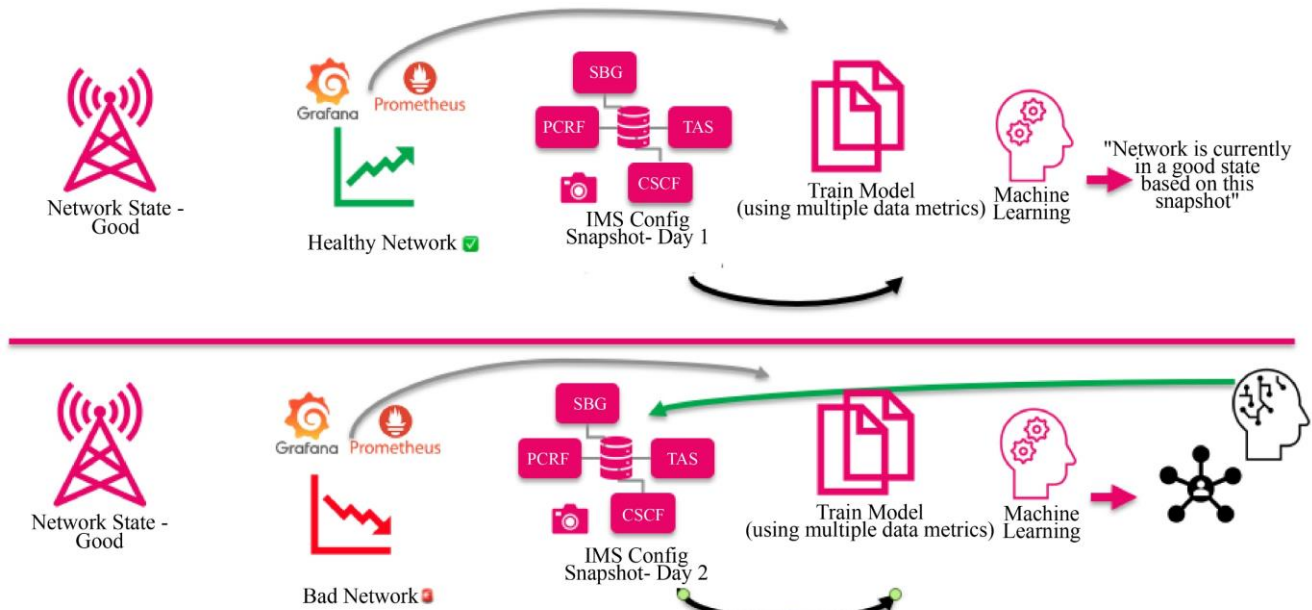 SBG
Grafana
Prometheus
PCRF
TAS
CSCF
Network State -
Good
Healthy Network
IMS Config
Snapshot- Day 1
Train Model
(using multiple data metrics)
Machine
Learning
"Network is currently
in a good state
based on this
snapshot"
SBG
Grafana
Prometheus
PCRF
TAS
CSCF
Network State -
Good
Bad Network
IMS Config
Snapshot- Day 2
Train Model
(using multiple data metrics)
Machine
Learning